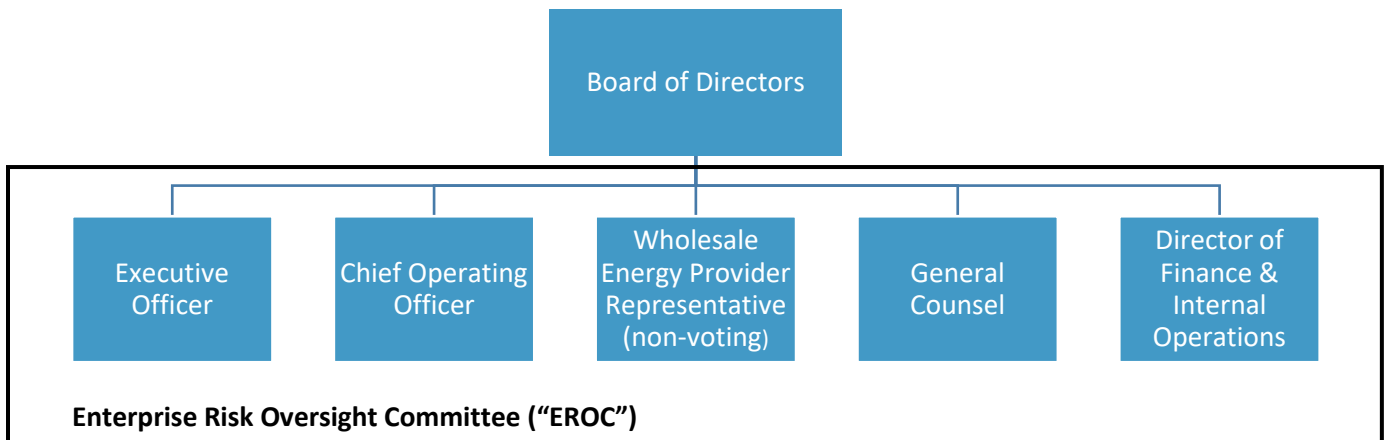 Board of Directors
Executive
Officer
Chief Operating
Officer
Wholesale
Energy Provider
Representative
(non-voting)
General
Counsel
Director of
Finance &
Internal
Operations
Enterprise Risk Oversight Committee (“EROC”)